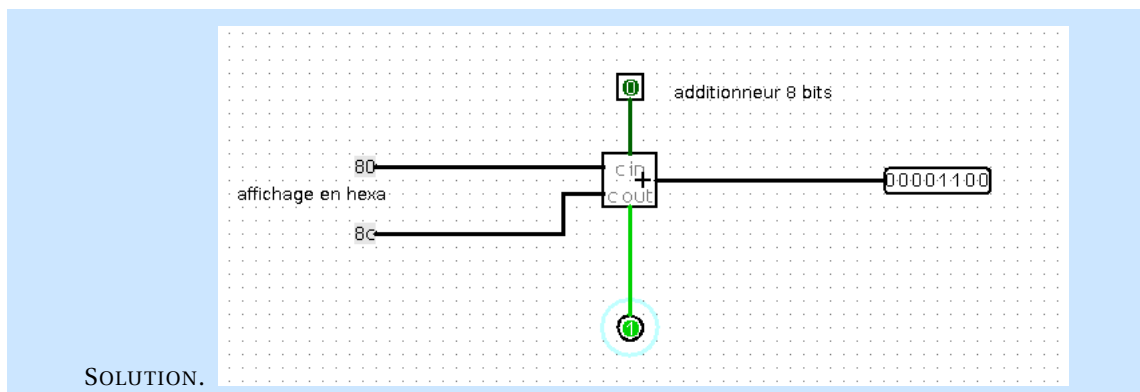 0
additionneur 8 bits
80
c in
+
00001100
affichage en hexa
c out
8c
1
SOLUTION.